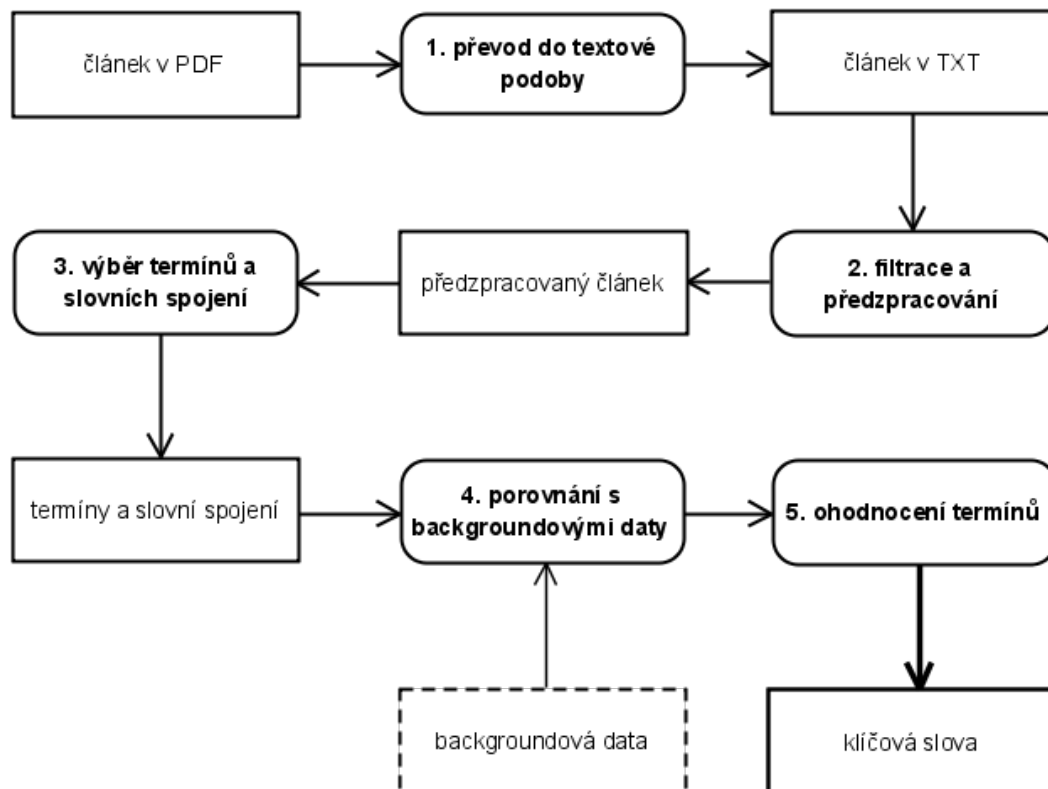 článek v PDF
1. převod do textové
podoby
článek v TXT
3. výběr termínů a
slovních spojení
předzpracovaný článek
2. filtrace a
předzpracování
termíny a slovní spojení
4. porovnání s
backgroundovými daty
5. ohodnocení termínů
backgroundová data
klíčová slova